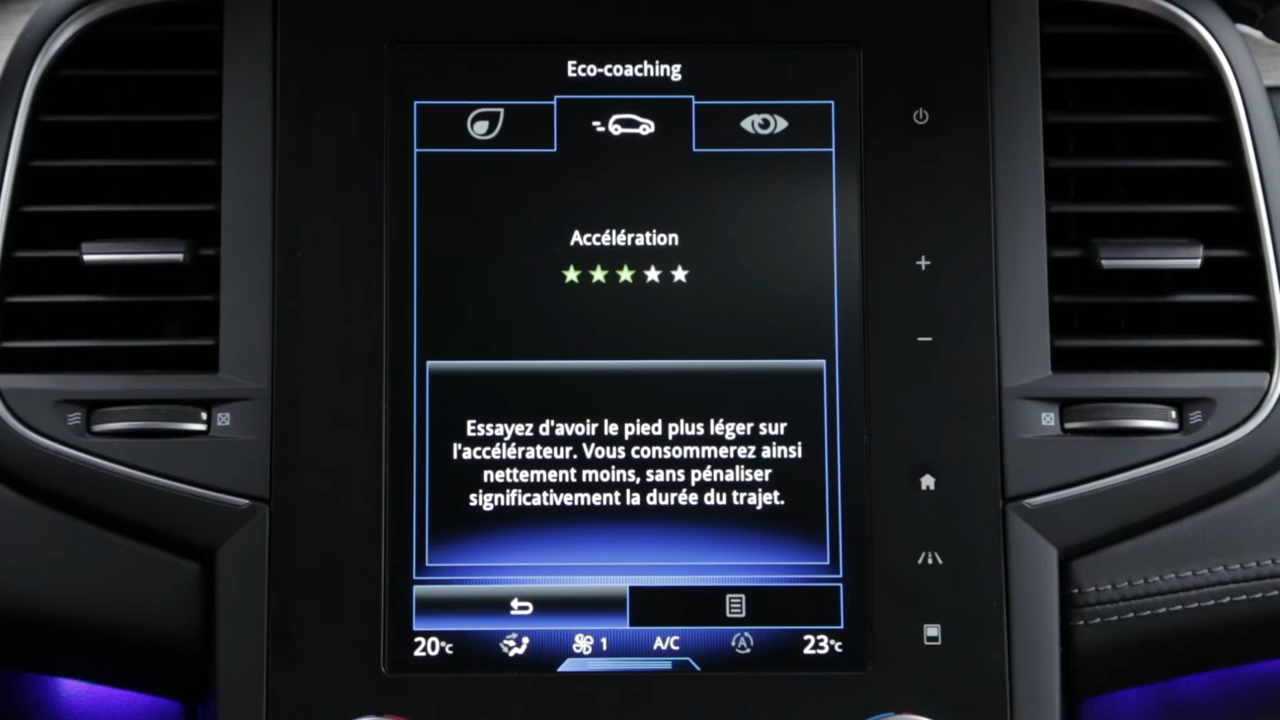 Eco-coaching
Accélération
Essayez d'avoir le pied plus léger sur
l'accélérateur. Vous consommerez ainsi
nettement moins, sans pénaliser
significativement la durée du trajet.
20°C 1 A/C A 23°C